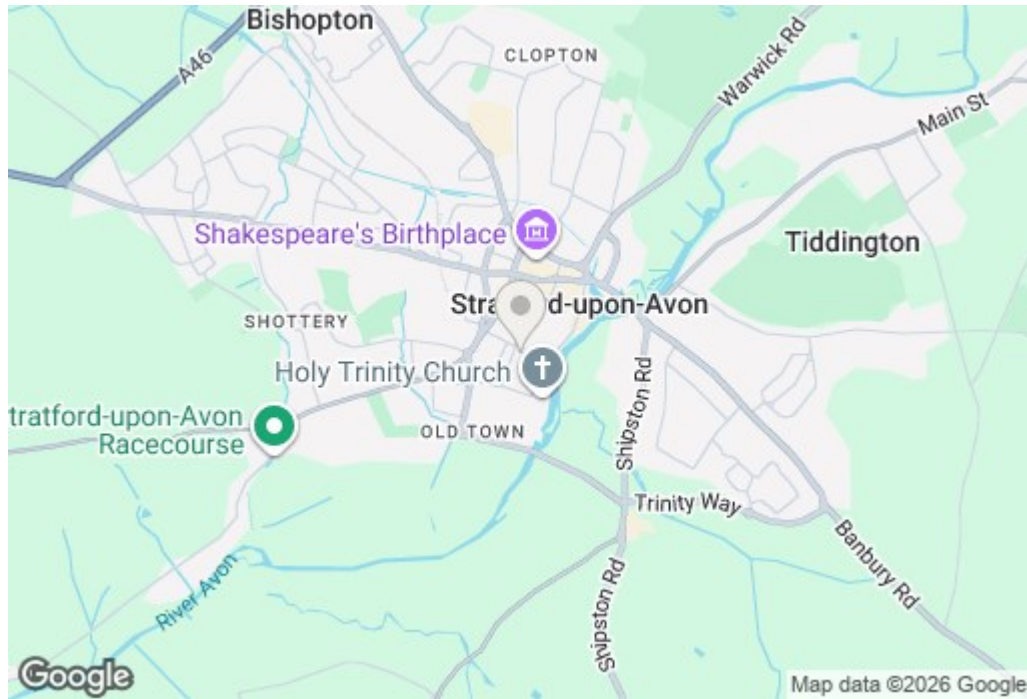 Bishopton
CLOPTON
A46
Warwick Rd
Main St
Shakespeare's Birthplace
Tiddington
Stra d-upon-Avon
SHOTTERY
Holy Trinity Church
tratford-upon-Avon
Racecourse
OLD TOWN
Shipston Rd
Trinity Way
Banbury Rd
River Avon
Shipston Rd
Google
Map data ©2026 Google